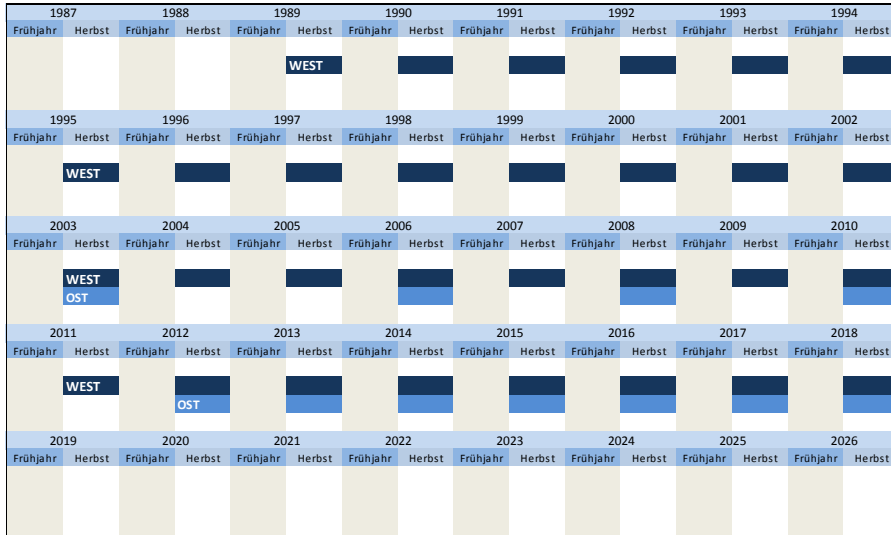 1987 1988 1989 1990 1991 1992 1993 1994
Frühjahr Herbst Frühjahr Herbst Frühjahr Herbst Frühjahr Herbst Frühjahr Herbst Frühjahr Herbst Frühjahr Herbst Frühjahr Herbst
WEST
1995 1996 1997 1998 1999 2000 2001 2002
Frühjahr Herbst Frühjahr Herbst Frühjahr Herbst Frühjahr Herbst Frühjahr Herbst Frühjahr Herbst Frühjahr Herbst Frühjahr Herbst
WEST
2003 2004 2005 2006 2007 2008 2009 2010
Frühjahr Herbst Frühjahr Herbst Frühjahr Herbst Frühjahr Herbst Frühjahr Herbst Frühjahr Herbst Frühjahr Herbst Frühjahr Herbst
WEST
OST
2011 2012 2013 2014 2015 2016 2017 2018
Frühjahr Herbst Frühjahr Herbst Frühjahr Herbst Frühjahr Herbst Frühjahr Herbst Frühjahr Herbst Frühjahr Herbst Frühjahr Herbst
WEST
OST
2019 2020 2021 2022 2023 2024 2025 2026
Frühjahr Herbst Frühjahr Herbst Frühjahr Herbst Frühjahr Herbst Frühjahr Herbst Frühjahr Herbst Frühjahr Herbst Frühjahr Herbst